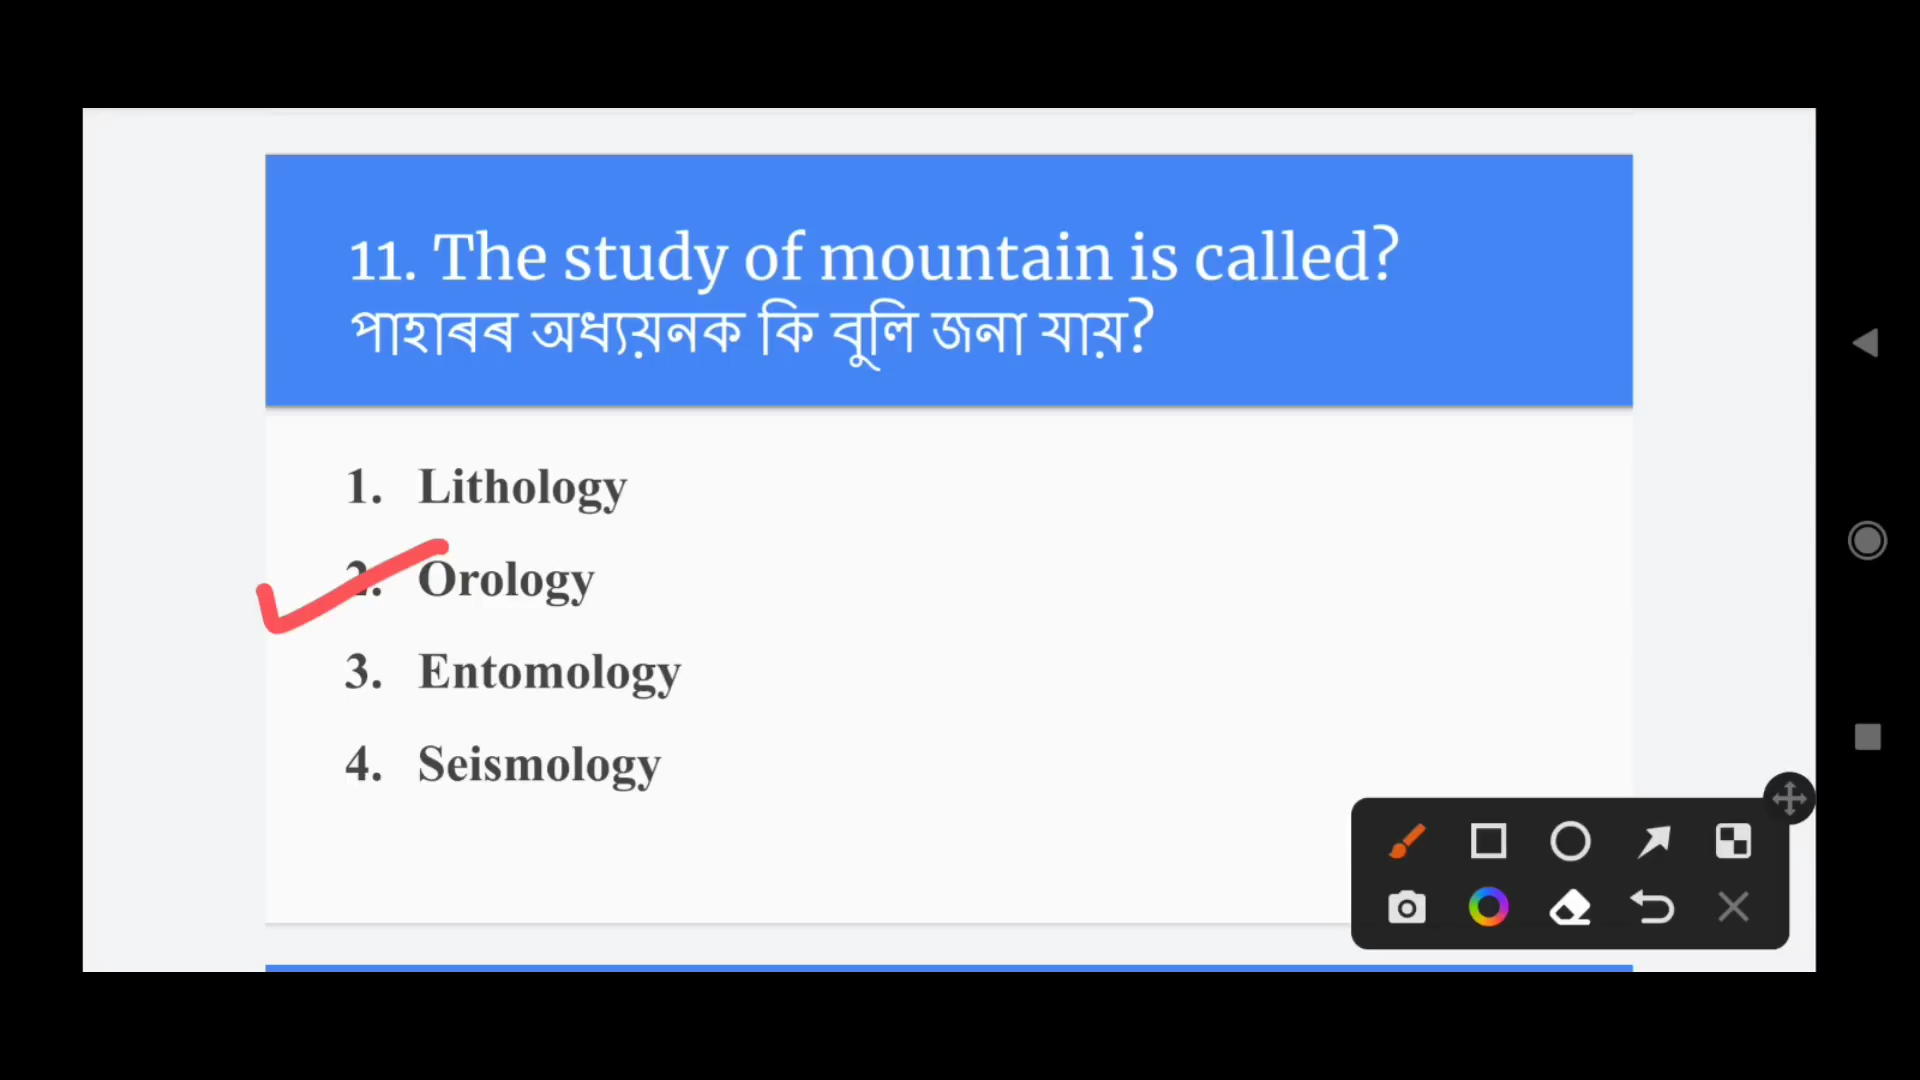 11. The study of mountain is called?
পাহাৰৰ অধ্যয়নক কি বুলি জনা যায়?
1. Lithology
2. Orology
3. Entomology
4. Seismology